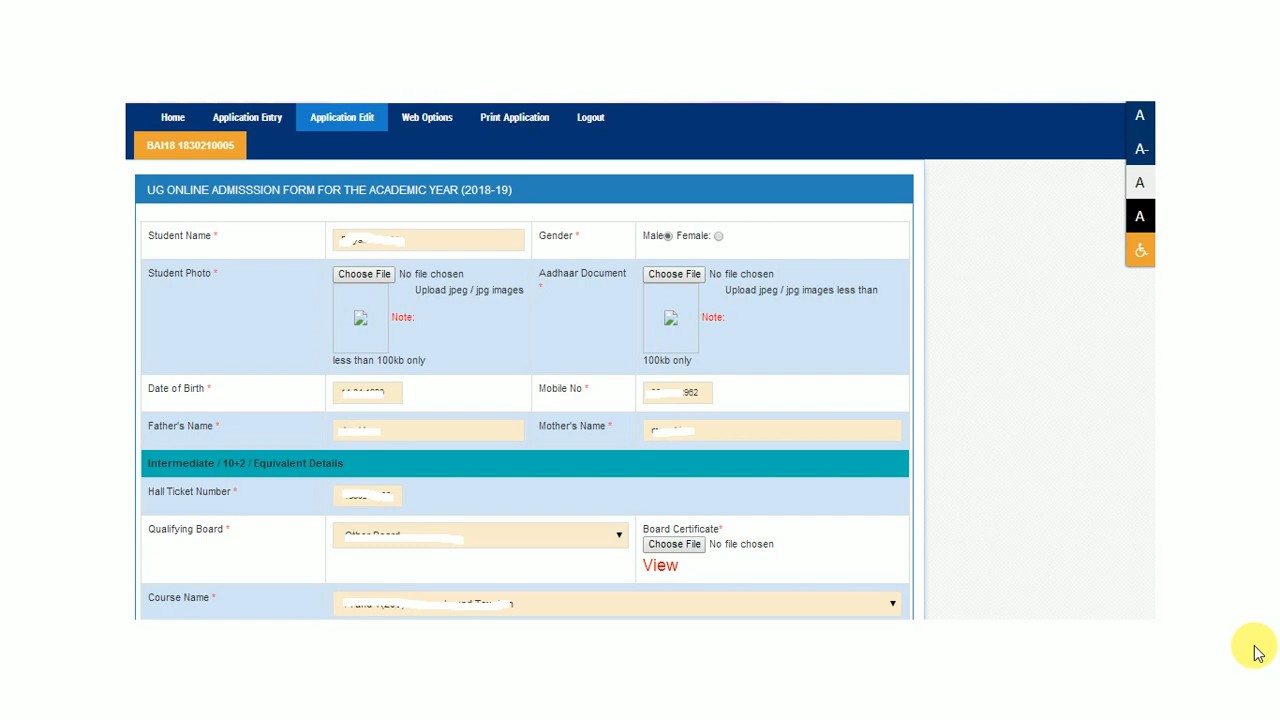 Home Application Entry Application Edit Web Options Print Application Logout
BAI18 1830210005
A
A-
A
A
UG ONLINE ADMISSSION FORM FOR THE ACADEMIC YEAR (2018-19)
Student Name * Gender * Male Female:
Student Photo * Choose File No file chosen Aadhaar Document * Choose File No file chosen
Upload jpeg / jpg images Upload jpeg / jpg images less than
Note: Note:
less than 100kb only 100kb only
Date of Birth * Mobile No * 962
Father's Name * Mother's Name *
Intermediate / 10+2 / Equivalent Details
Hall Ticket Number *
Qualifying Board * Other Board Board Certificate*
Choose File No file chosen
View
Course Name *